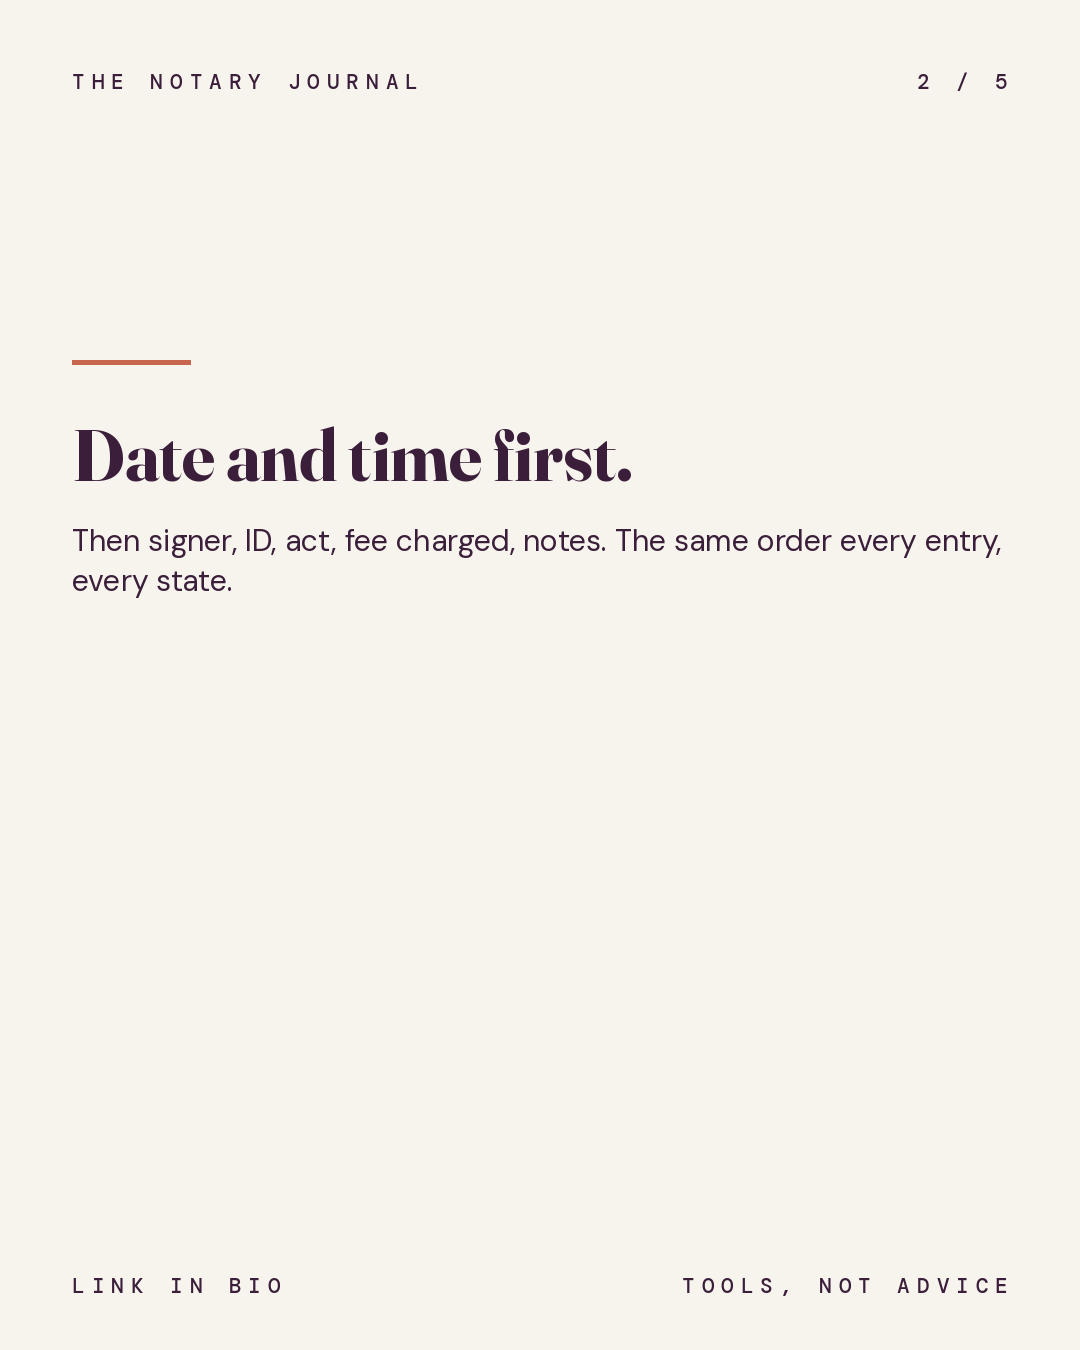 THE NOTARY JOURNAL
2 / 5
Date and time first.
Then signer, ID, act, fee charged, notes. The same order every entry,
every state.
LINK IN BIO
TOOLS, NOT ADVICE